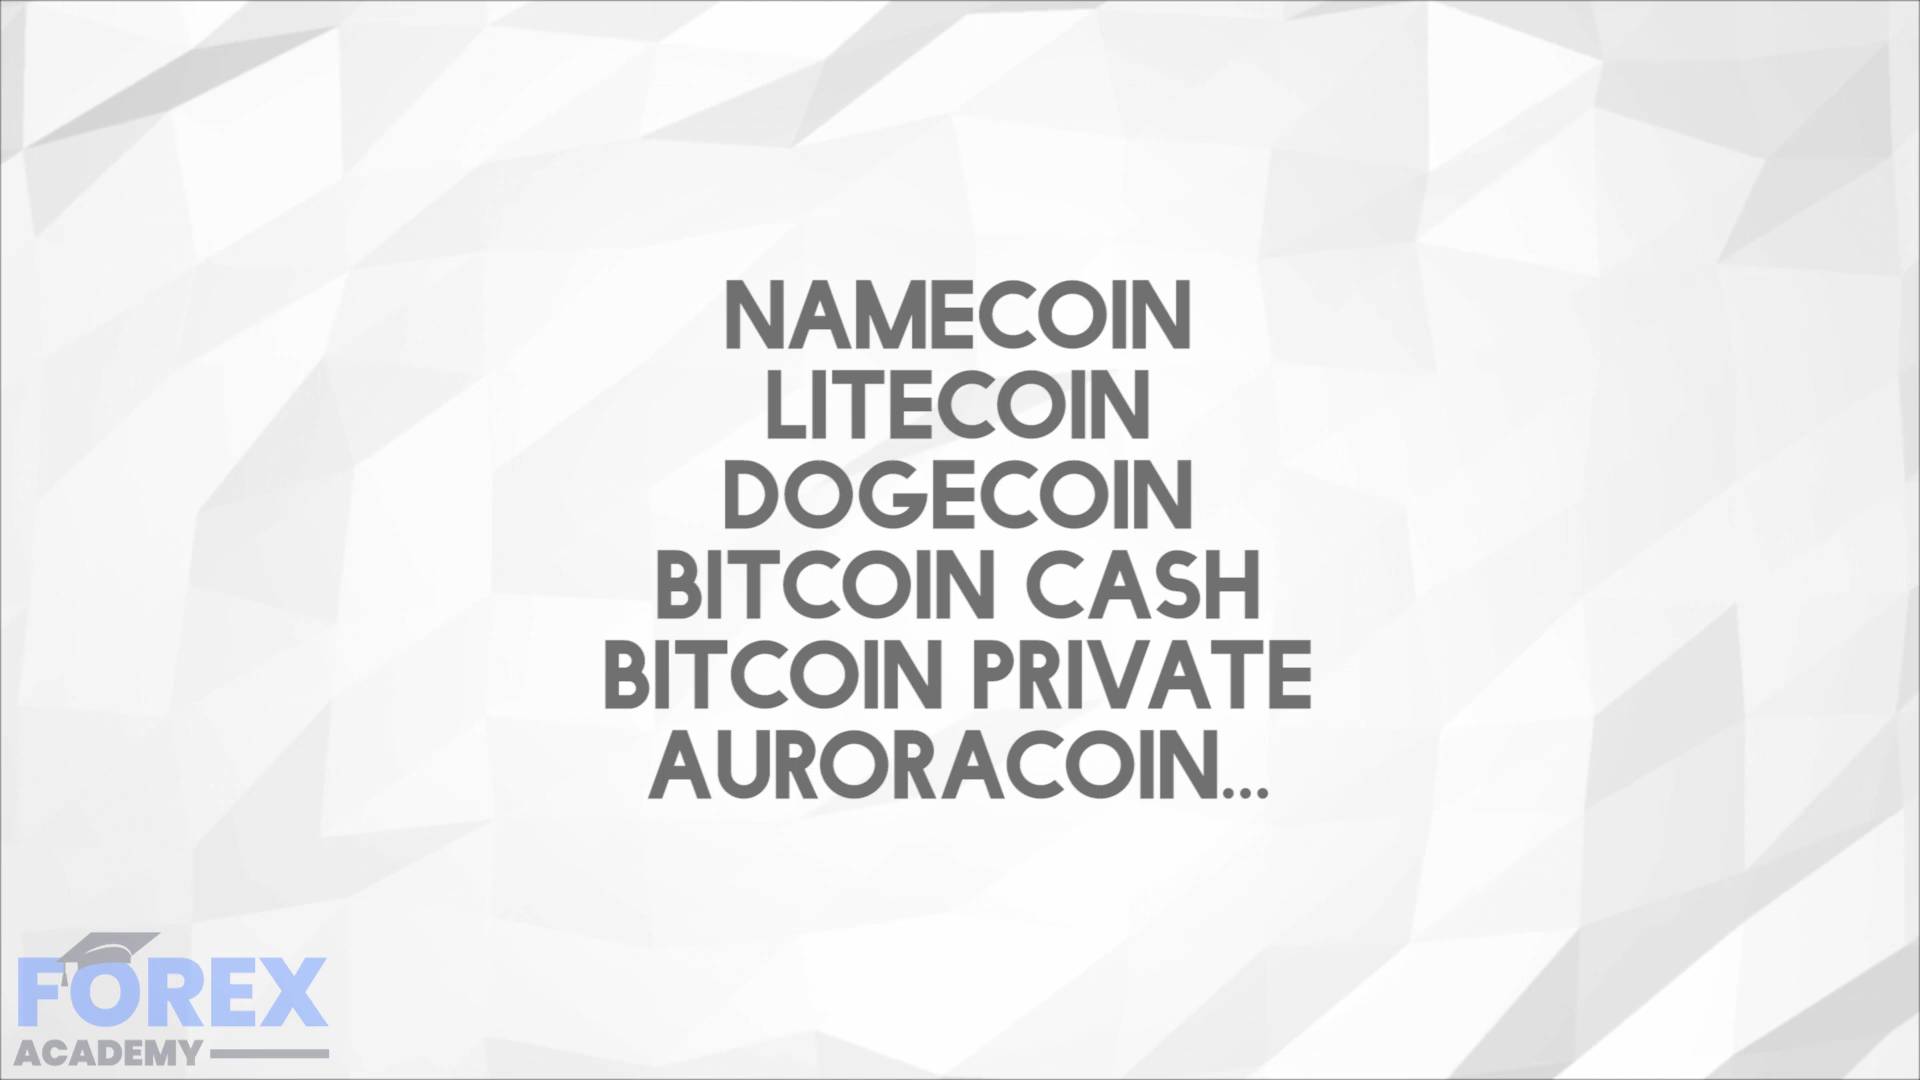 NAMECOIN
LITECOIN
DOGECOIN
BITCOIN CASH
BITCOIN PRIVATE
AURORACOIN...
FOREX
ACADEMY